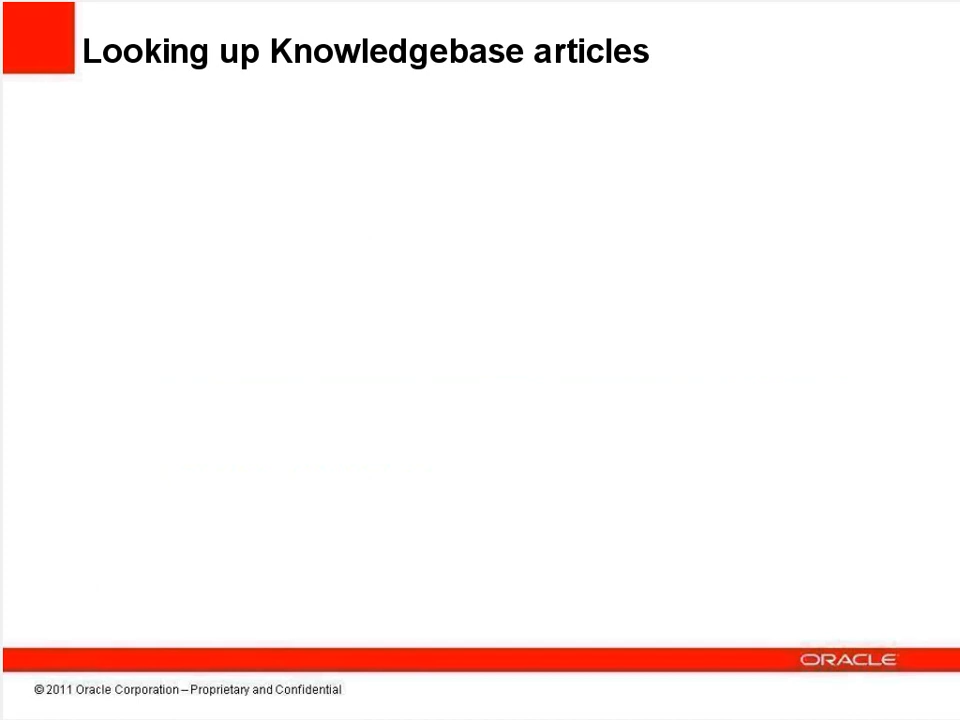 Looking up Knowledgebase articles
ORACLE
© 2011 Oracle Corporation – Proprietary and Confidential